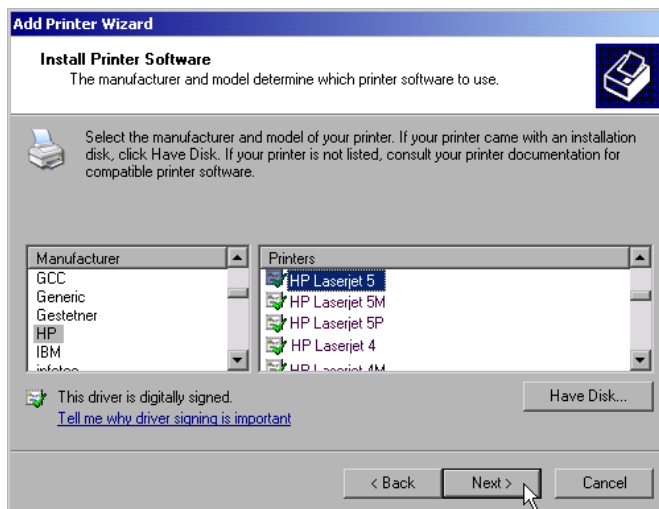 Add Printer Wizard
Install Printer Software
The manufacturer and model determine which printer software to use.
Select the manufacturer and model of your printer. If your printer came with an installation
disk, click Have Disk. If your printer is not listed, consult your printer documentation for
compatible printer software.
Manufacturer
GCC
Generic
Gestetner
HP
IBM
infotec
Printers
HP Laserjet 5
HP Laserjet 5M
HP Laserjet 5P
HP Laserjet 4
HP Laserjet 4M
This driver is digitally signed.
Tell me why driver signing is important
Have Disk...
< Back
Next >
Cancel